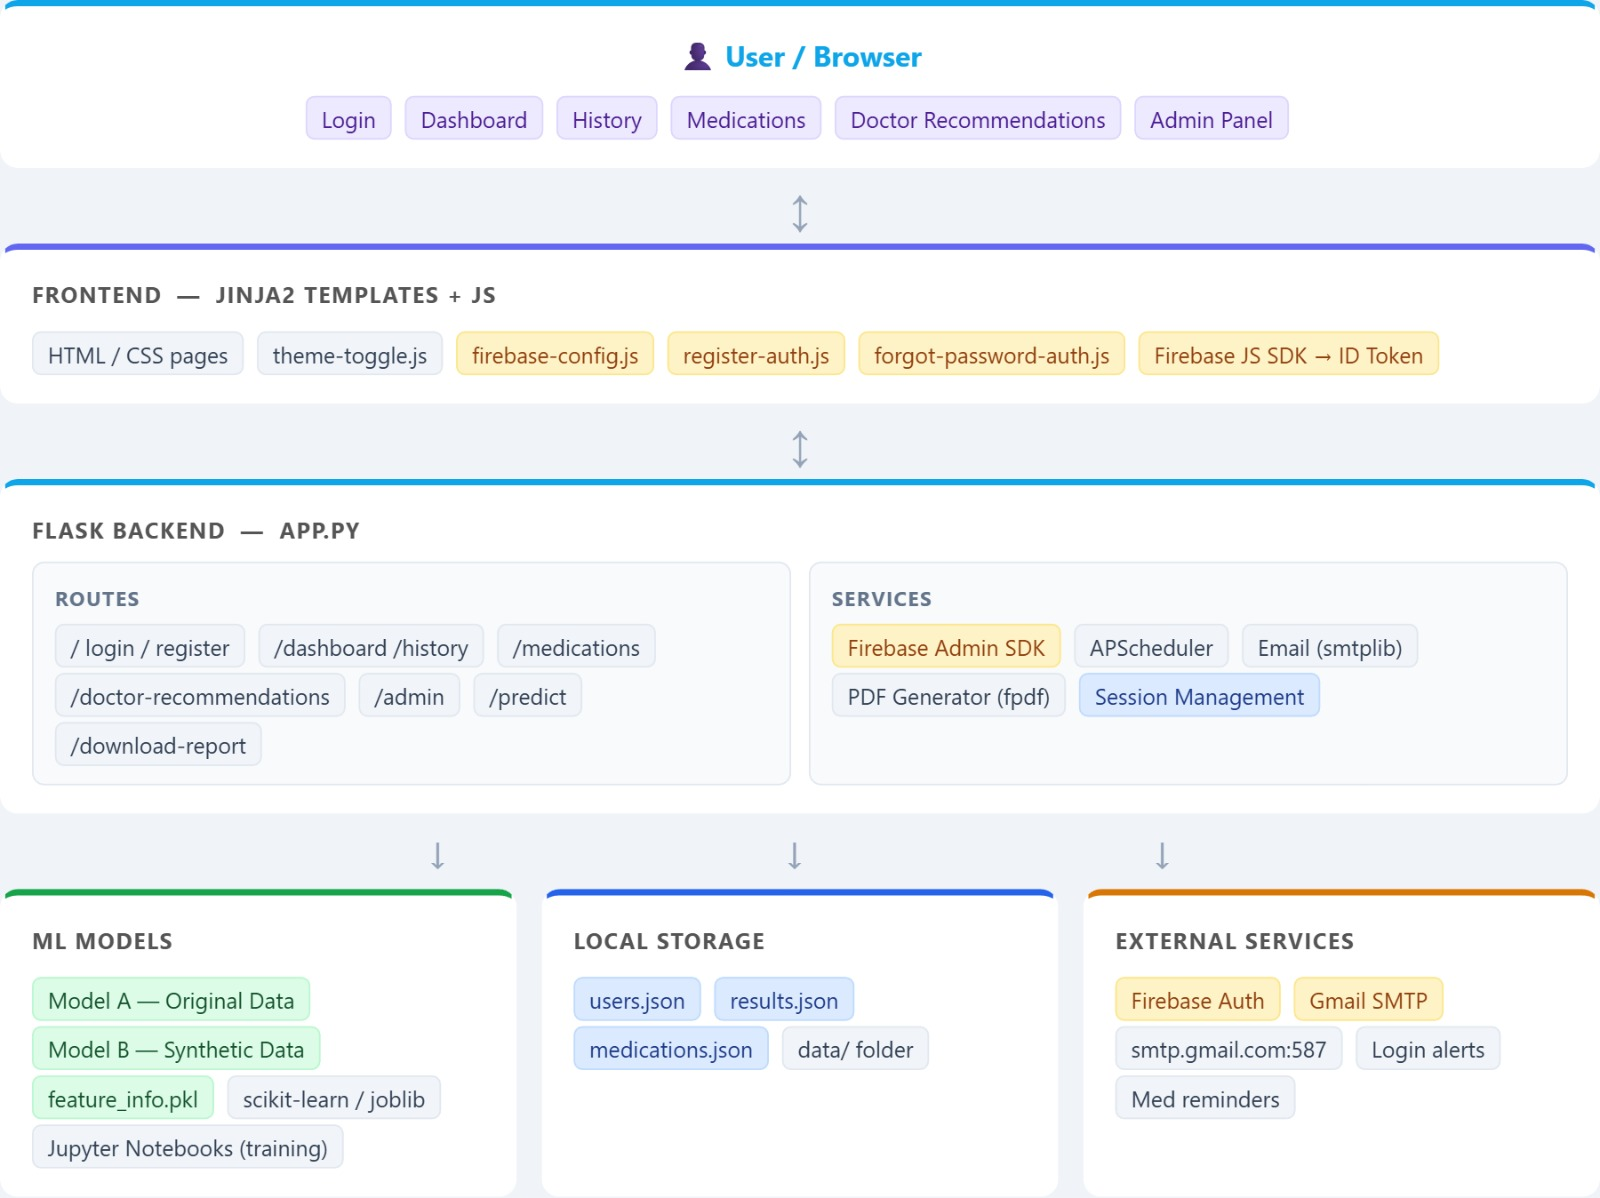 User / Browser
Login Dashboard History Medications Doctor Recommendations Admin Panel
↕
FRONTEND — JINJA2 TEMPLATES + JS
HTML / CSS pages theme-toggle.js firebase-config.js register-auth.js forgot-password-auth.js Firebase JS SDK → ID Token
↕
FLASK BACKEND — APP.PY
ROUTES
/ login / register /dashboard /history /medications
/doctor-recommendations /admin /predict
/download-report
SERVICES
Firebase Admin SDK APScheduler Email (smtplib)
PDF Generator (fpdf) Session Management
↓ ↓ ↓
ML MODELS
Model A — Original Data
Model B — Synthetic Data
feature_info.pkl scikit-learn / joblib
Jupyter Notebooks (training)
LOCAL STORAGE
users.json results.json
medications.json data/ folder
EXTERNAL SERVICES
Firebase Auth Gmail SMTP
smtp.gmail.com:587 Login alerts
Med reminders